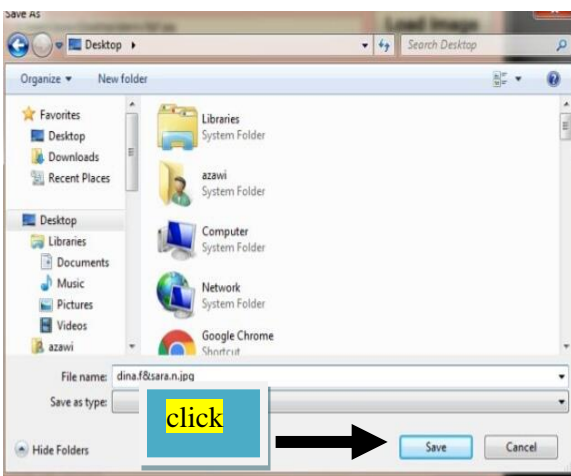 Save As
Load Image
Desktop
Search Desktop
Organize
New folder
Favorites
Desktop
Downloads
Recent Places
Desktop
Libraries
Documents
Music
Pictures
Videos
azawi
Libraries
System Folder
azawi
System Folder
Computer
System Folder
Network
System Folder
Google Chrome
Shortcut
File name: dina.f&sara.n.jpg
Save as type:
click
Hide Folders
Save
Cancel